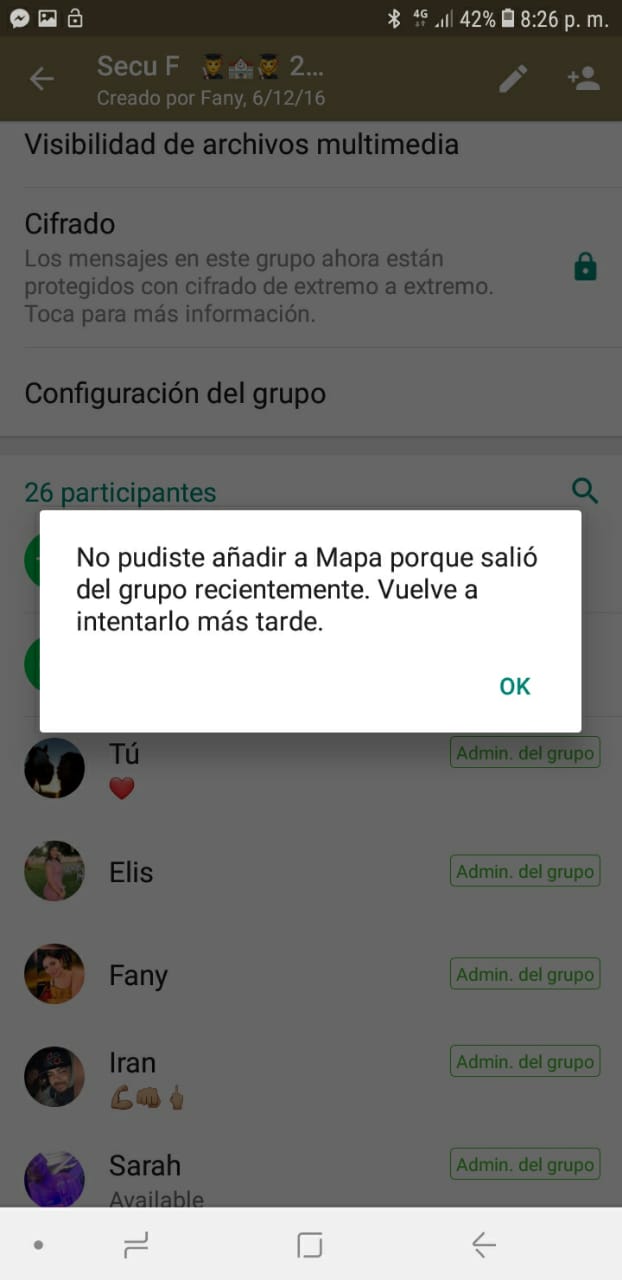 4G 42% 8:26 p. m.
Secu F 👩‍🎓🏫👩‍🎓 2...
Creado por Fany, 6/12/16
Visibilidad de archivos multimedia
Cifrado
Los mensajes en este grupo ahora están
protegidos con cifrado de extremo a extremo.
Toca para más información.
Configuración del grupo
26 participantes
No pudiste añadir a Mapa porque salió
del grupo recientemente. Vuelve a
intentarlo más tarde.
OK
Tú Admin. del grupo
❤️
Elis Admin. del grupo
Fany Admin. del grupo
Iran Admin. del grupo
💪🏼👊🏼🖕🏼
Sarah Admin. del grupo
Available